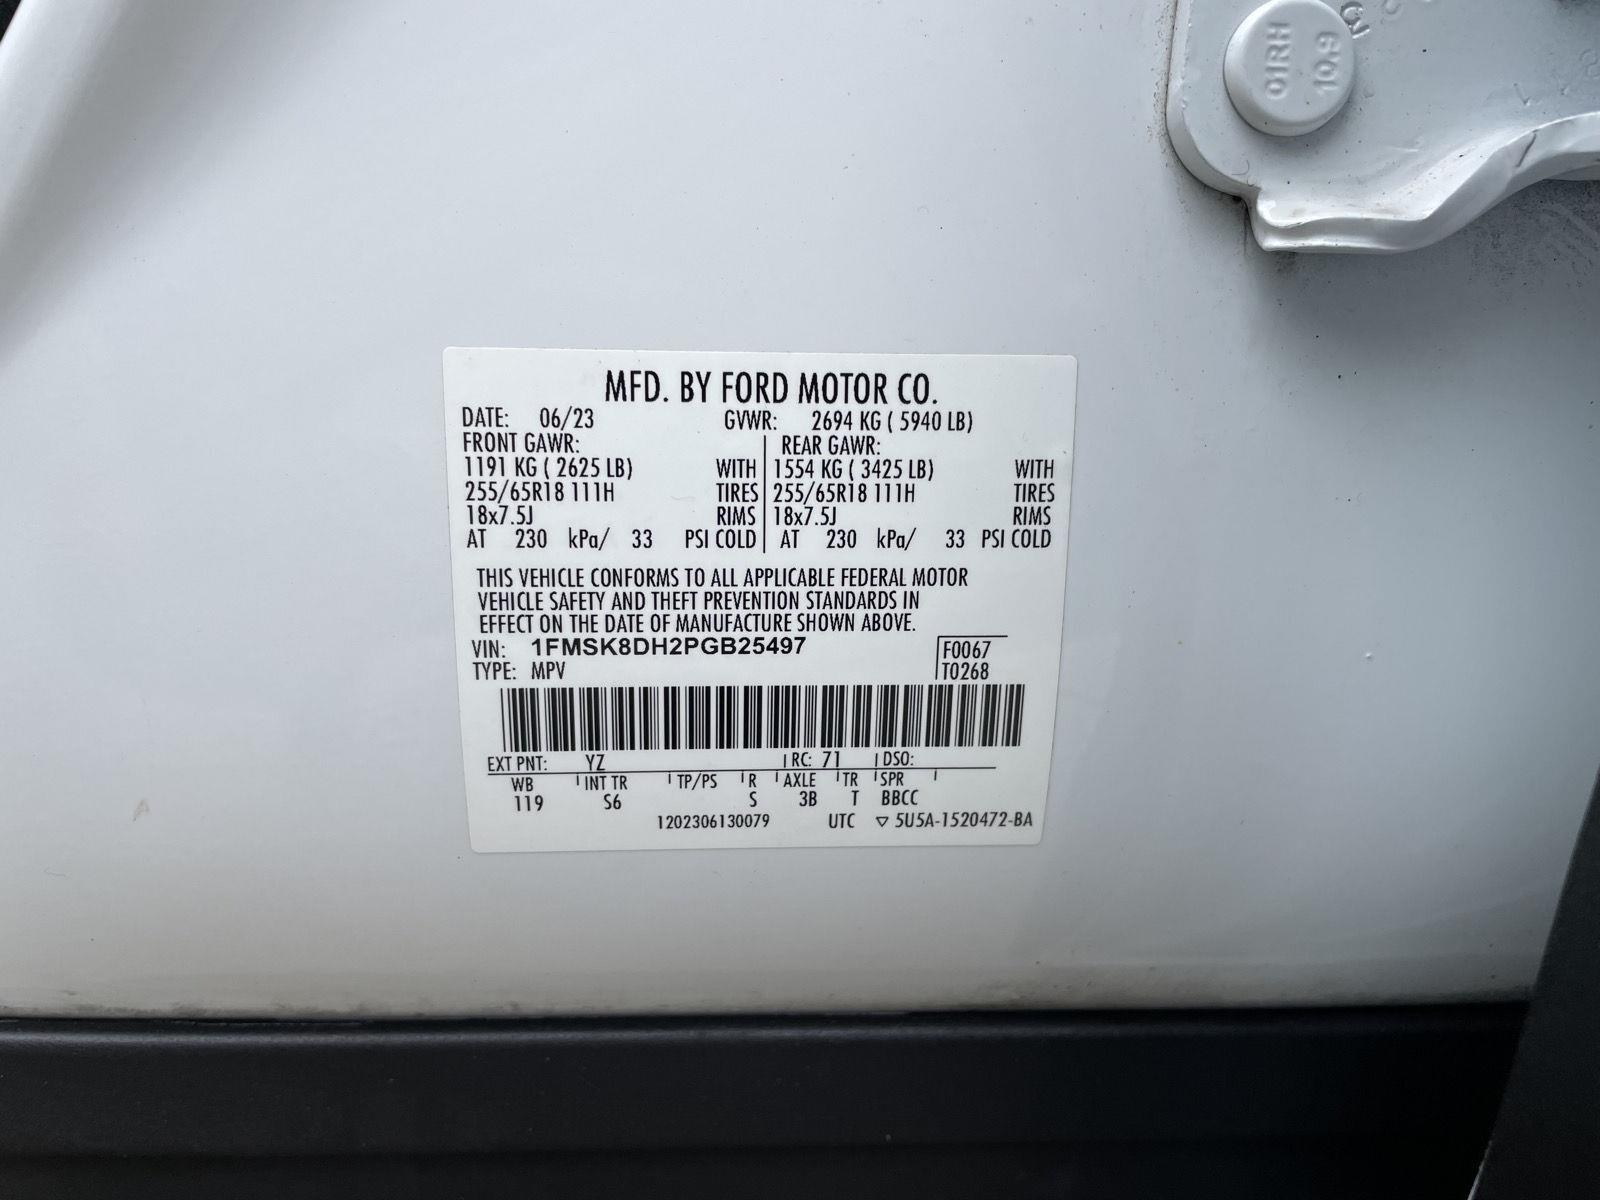 01RH
10.9
MFD. BY FORD MOTOR CO.
DATE: 06/23 GVWR: 2694 KG ( 5940 LB)
FRONT GAWR: REAR GAWR:
1191 KG ( 2625 LB) WITH 1554 KG ( 3425 LB) WITH
255/65R18 111H TIRES 255/65R18 111H TIRES
18x7.5J RIMS 18x7.5J RIMS
AT 230 kPa/ 33 PSI COLD AT 230 kPa/ 33 PSI COLD
THIS VEHICLE CONFORMS TO ALL APPLICABLE FEDERAL MOTOR
VEHICLE SAFETY AND THEFT PREVENTION STANDARDS IN
EFFECT ON THE DATE OF MANUFACTURE SHOWN ABOVE.
VIN: 1FMSK8DH2PGB25497 F0067
TYPE: MPV T0268
EXT PNT: YZ RC: 71 DSO:
WB INT TR TP/PS R AXLE TR SPR
119 S6 S 3B T BBCC
1202306130079 UTC ▽ 5U5A-1520472-BA